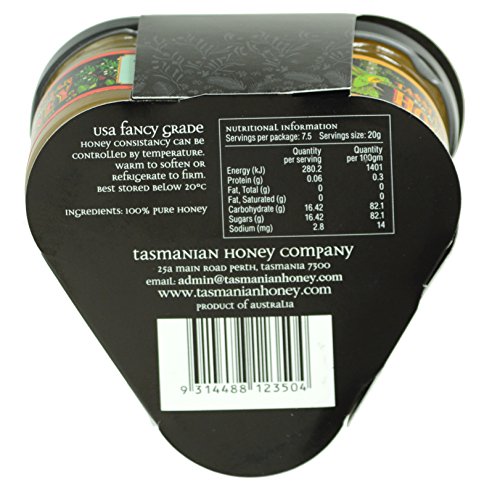 USA FANCY GRADE
HONEY CONSISTANCY CAN BE
CONTROLLED BY TEMPERATURE.
WARM TO SOFTEN OR
REFRIGERATE TO FIRM.
BEST STORED BELOW 20°C
INGREDIENTS: 100% PURE HONEY
NUTRITIONAL INFORMATION
Servings per package: 7.5 Servings size: 20g
Quantity per serving Quantity per 100gm
Energy (kJ) 280.2 1401
Protein (g) 0.06 0.3
Fat, Total (g) 0 0
Fat, Saturated (g) 0 0
Carbohydrate (g) 16.42 82.1
Sugars (g) 16.42 82.1
Sodium (mg) 2.8 14
TASMANIAN HONEY COMPANY
25A MAIN ROAD PERTH, TASMANIA 7300
EMAIL: admin@tasmanianhoney.com
www.tasmanianhoney.com
PRODUCT OF AUSTRALIA
9 314488 123504